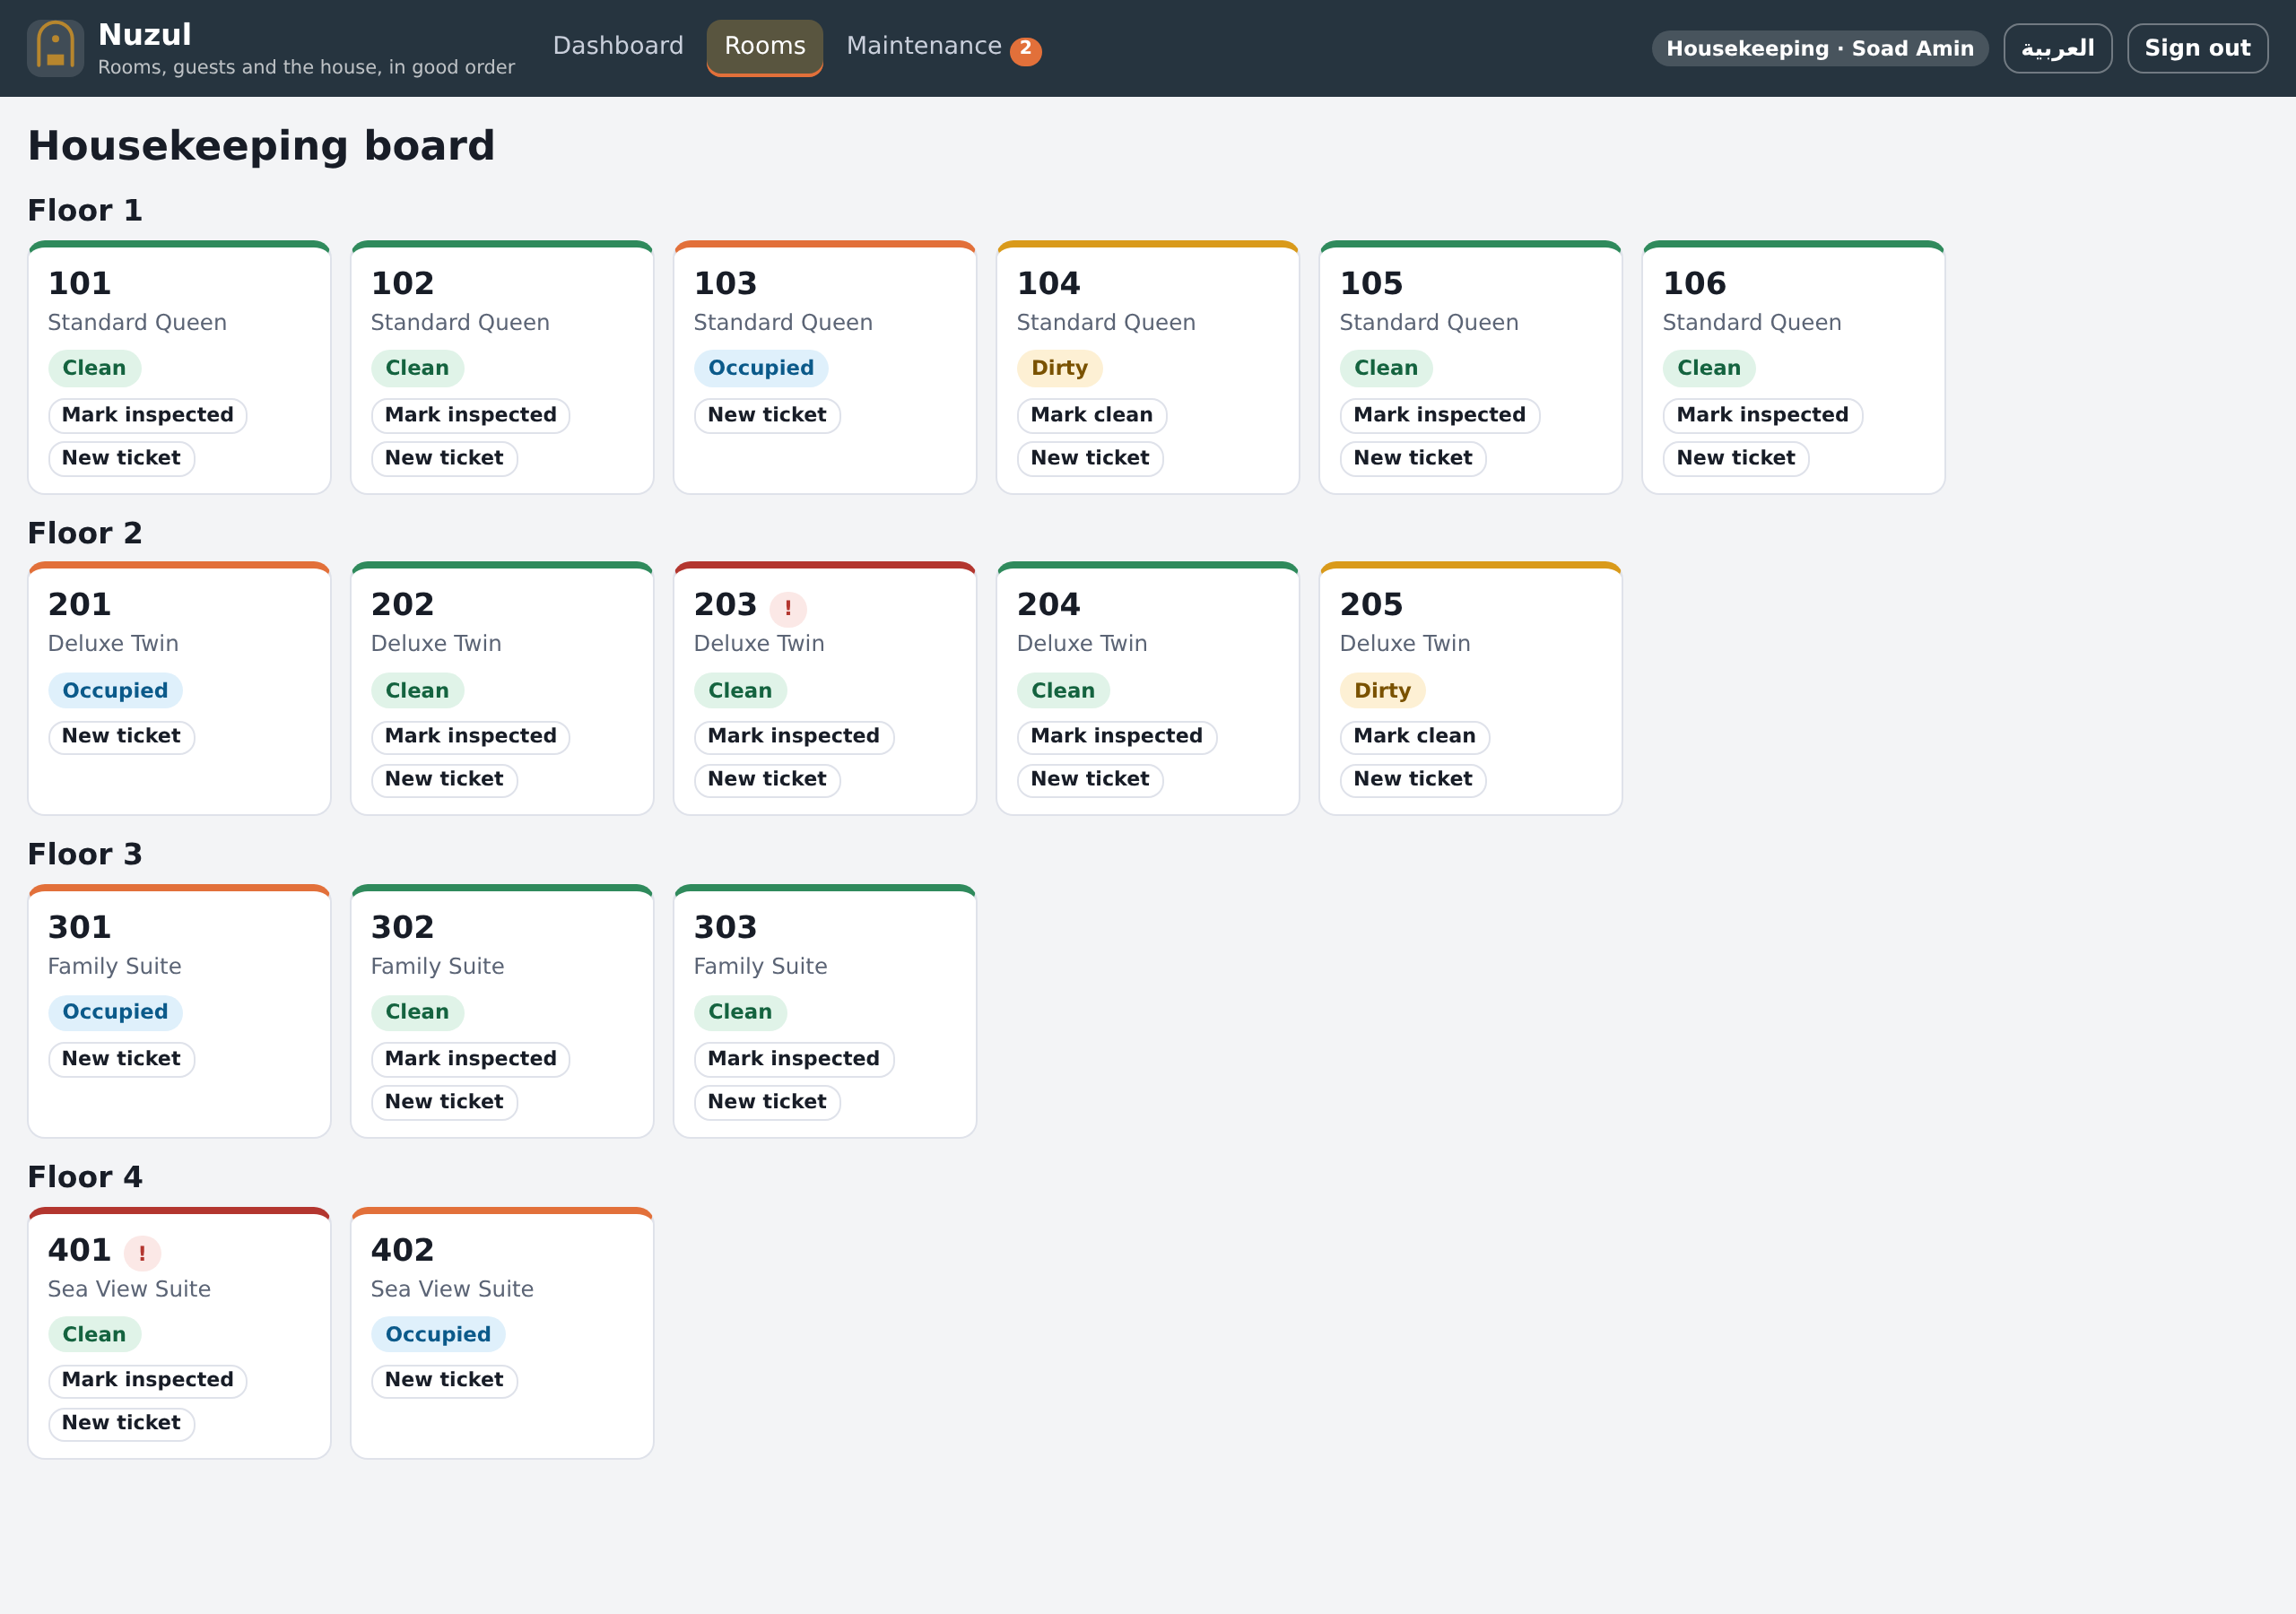 Nuzul
Rooms, guests and the house, in good order
Dashboard
Rooms
Maintenance 2
Housekeeping · Soad Amin
العربية
Sign out
Housekeeping board
Floor 1
101
Standard Queen
Clean
Mark inspected
New ticket
102
Standard Queen
Clean
Mark inspected
New ticket
103
Standard Queen
Occupied
New ticket
104
Standard Queen
Dirty
Mark clean
New ticket
105
Standard Queen
Clean
Mark inspected
New ticket
106
Standard Queen
Clean
Mark inspected
New ticket
Floor 2
201
Deluxe Twin
Occupied
New ticket
202
Deluxe Twin
Clean
Mark inspected
New ticket
203 !
Deluxe Twin
Clean
Mark inspected
New ticket
204
Deluxe Twin
Clean
Mark inspected
New ticket
205
Deluxe Twin
Dirty
Mark clean
New ticket
Floor 3
301
Family Suite
Occupied
New ticket
302
Family Suite
Clean
Mark inspected
New ticket
303
Family Suite
Clean
Mark inspected
New ticket
Floor 4
401 !
Sea View Suite
Clean
Mark inspected
New ticket
402
Sea View Suite
Occupied
New ticket